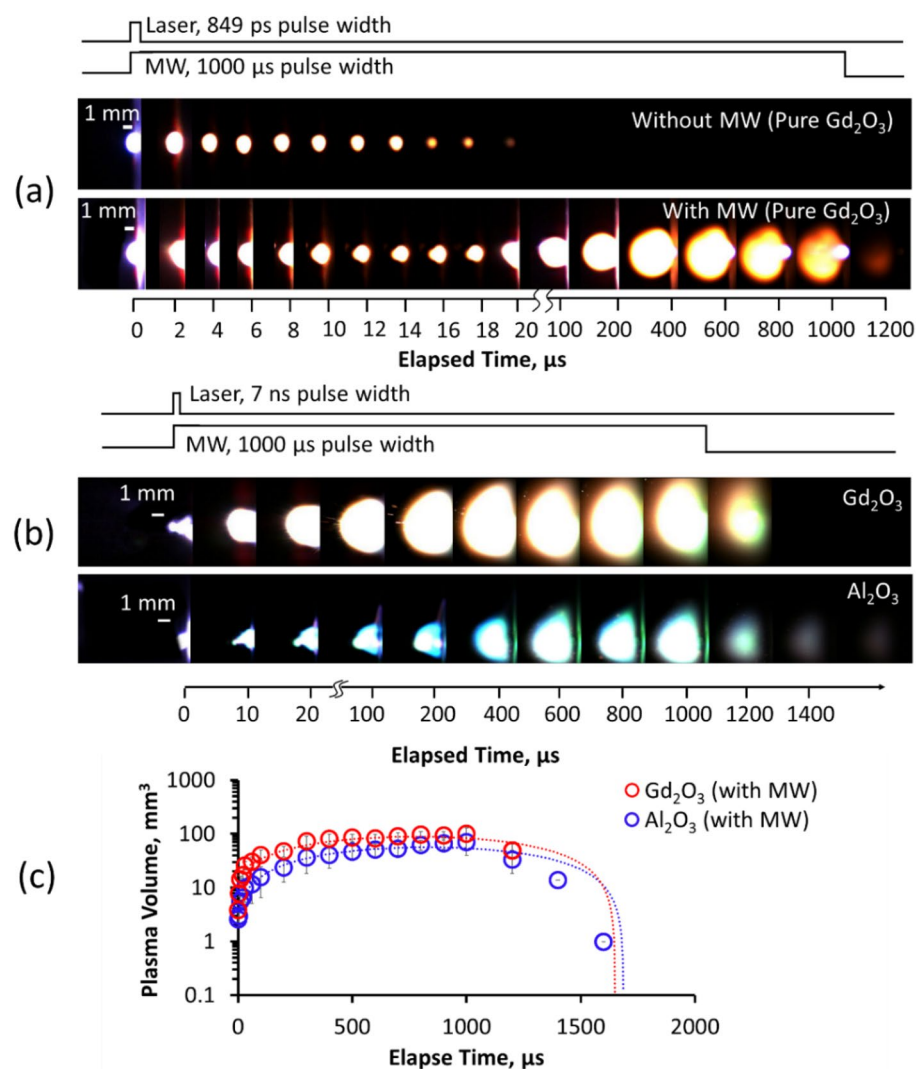 Laser, 849 ps pulse width
MW, 1000 µs pulse width
(a)
1 mm
Without MW (Pure Gd₂O₃)
1 mm
With MW (Pure Gd₂O₃)
0 2 4 6 8 10 12 14 16 18 20 100 200 400 600 800 1000 1200
Elapsed Time, µs
Laser, 7 ns pulse width
MW, 1000 µs pulse width
(b)
1 mm
Gd₂O₃
1 mm
Al₂O₃
0 10 20 100 200 400 600 800 1000 1200 1400
Elapsed Time, µs
(c)
Plasma Volume, mm³
1000
100
10
1
0.1
Gd₂O₃ (with MW)
Al₂O₃ (with MW)
0 500 1000 1500 2000
Elapse Time, µs